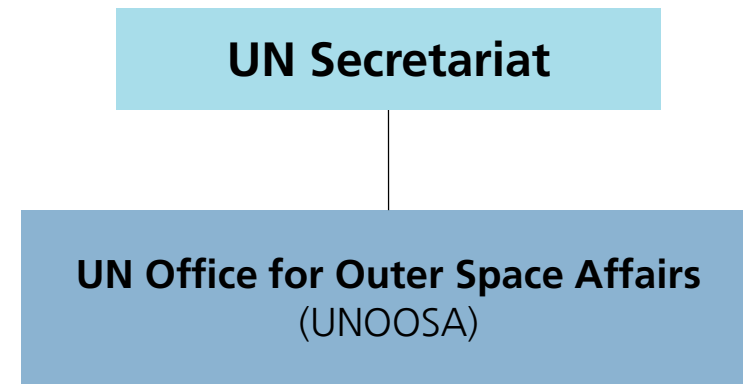 UN Secretariat
UN Office for Outer Space Affairs
(UNOOSA)